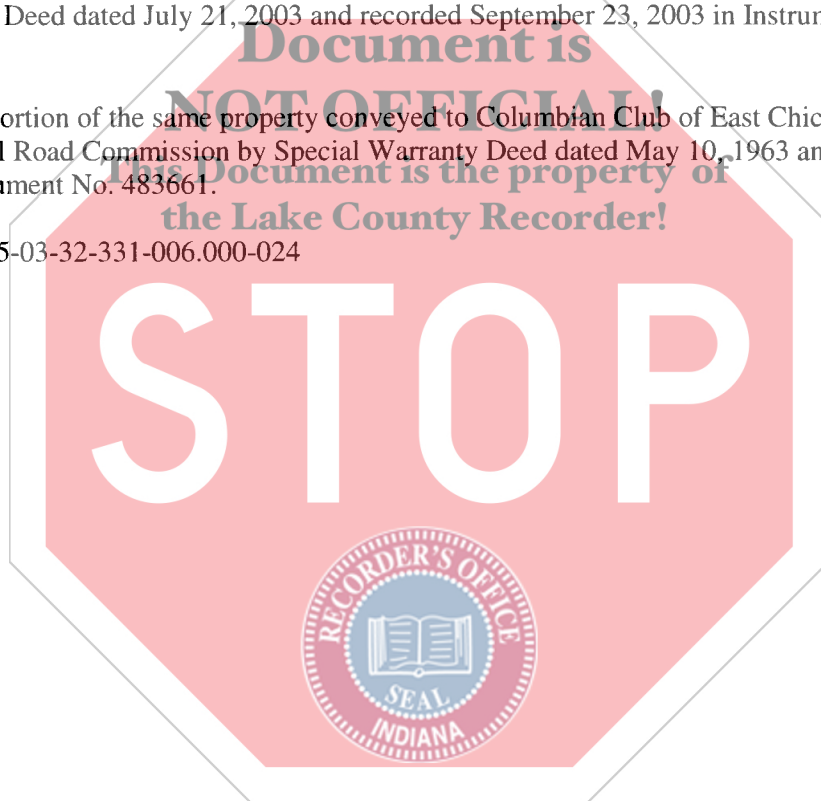 Deed dated July 21, 2003 and recorded September 23, 2003 in Instrum
Document is
NOT OFFICIAL!
ortion of the same property conveyed to Columbian Club of East Chic
l Road Commission by Special Warranty Deed dated May 10, 1963 an
This Document is the property of
ument No. 483661.
the Lake County Recorder!
5-03-32-331-006.000-024
STOP
RECORDER'S OFFICE
SEAL
INDIANA